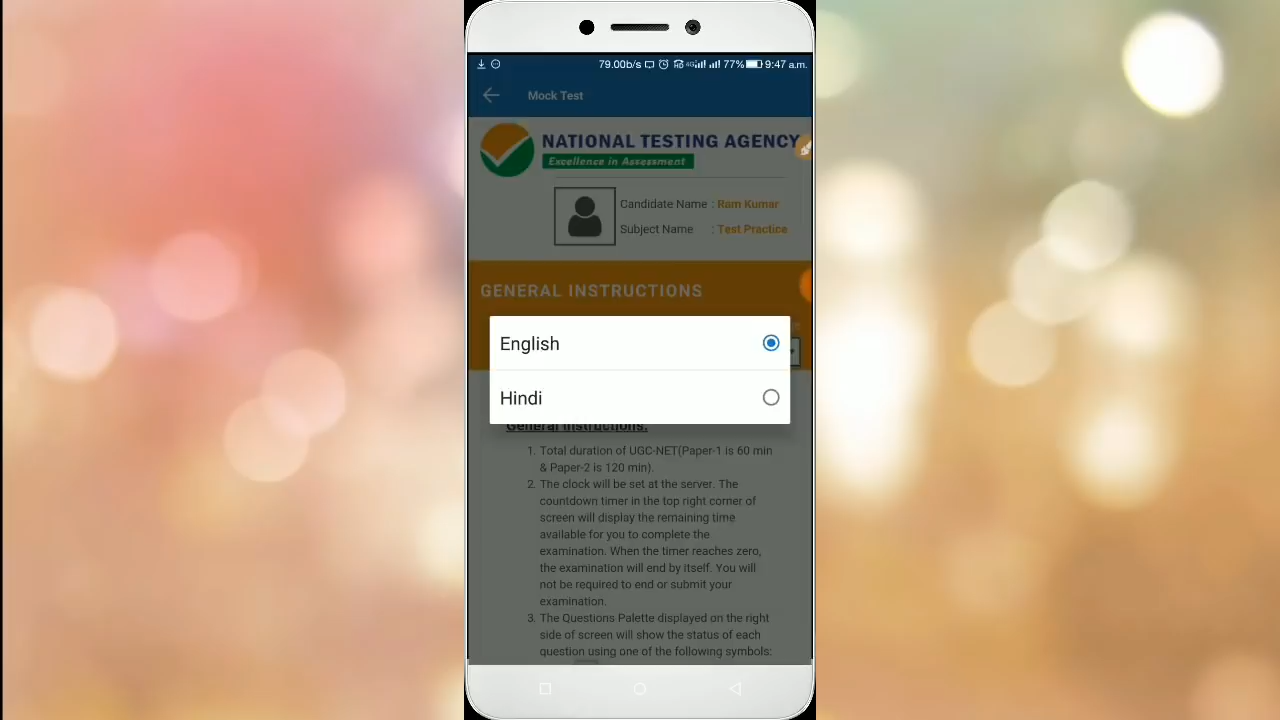 79.00b/s 77% 9:47 a.m.
Mock Test
NATIONAL TESTING AGENCY
Excellence in Assessment
Candidate Name : Ram Kumar
Subject Name : Test Practice
GENERAL INSTRUCTIONS
English
Hindi
General Instructions:
1. Total duration of UGC-NET(Paper-1 is 60 min
& Paper-2 is 120 min).
2. The clock will be set at the server. The
countdown timer in the top right corner of
screen will display the remaining time
available for you to complete the
examination. When the timer reaches zero,
the examination will end by itself. You will
not be required to end or submit your
examination.
3. The Questions Palette displayed on the right
side of screen will show the status of each
question using one of the following symbols: